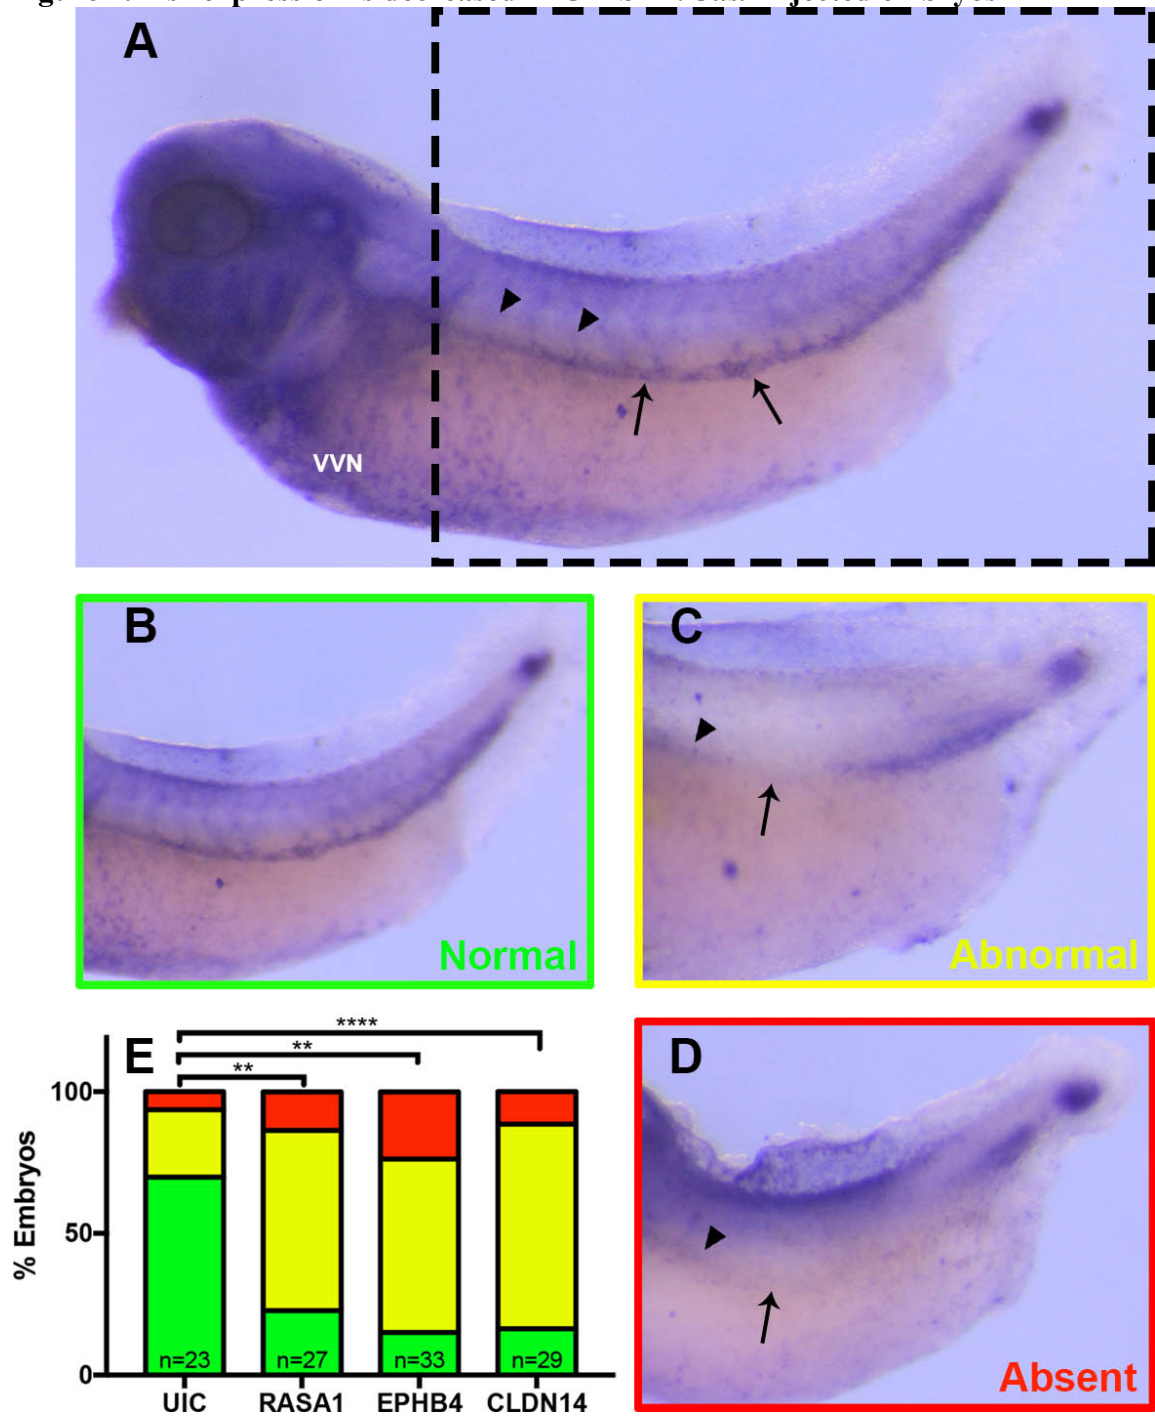 A
VVN
B
Normal
C
Abnormal
D
Absent
E
****
**
**
% Embryos
100
50
0
n=23
n=27
n=33
n=29
UIC
RASA1
EPHB4
CLDN14